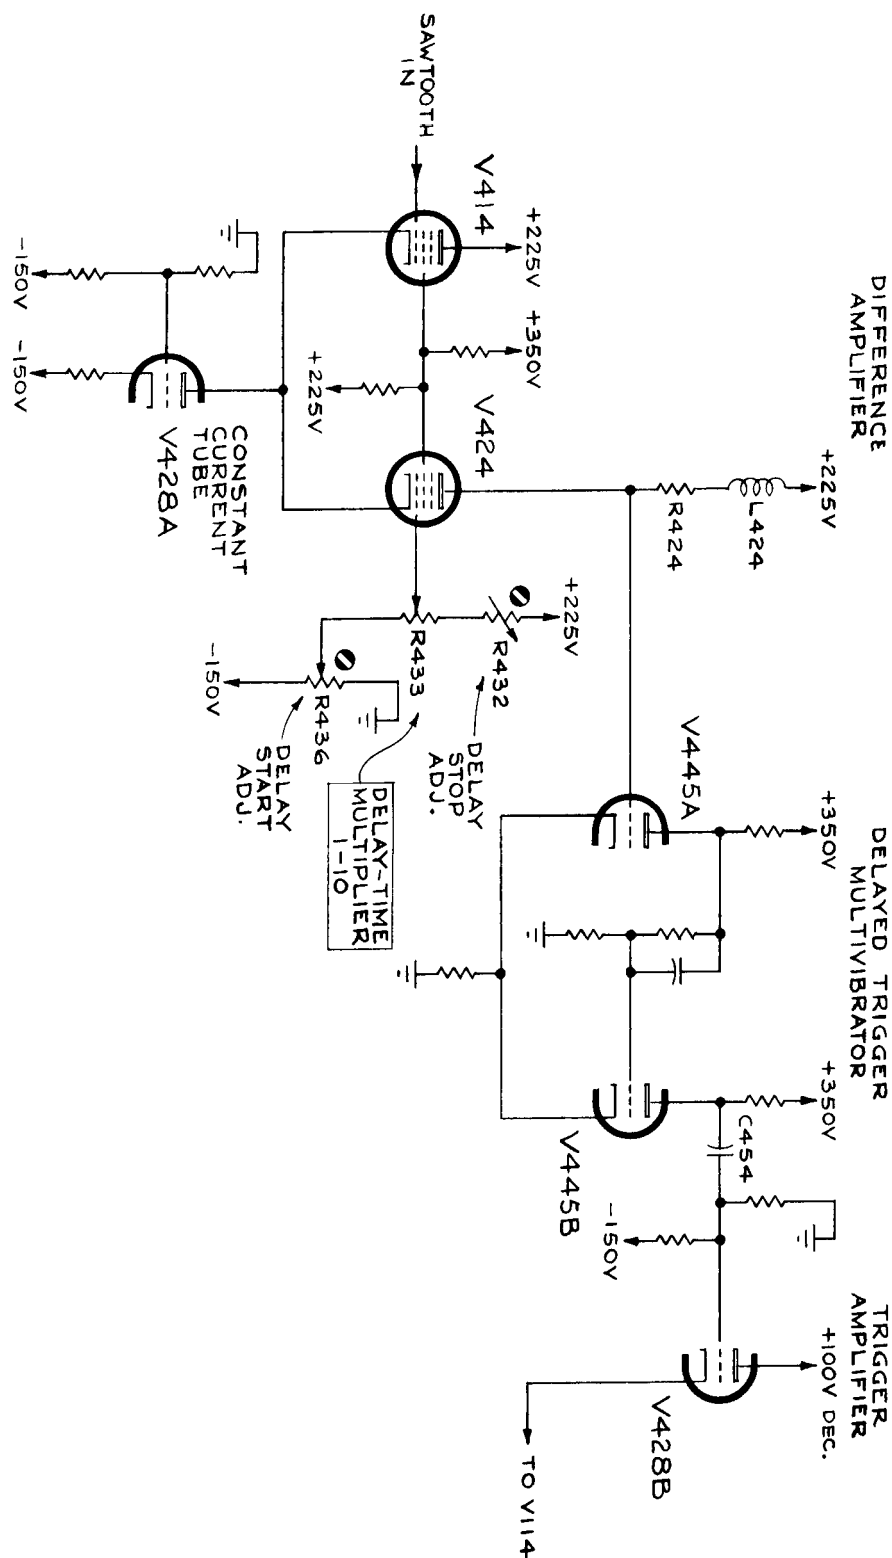 DIFFERENCE
AMPLIFIER
DELAYED TRIGGER
MULTIVIBRATOR
TRIGGER
AMPLIFIER
SAWTOOTH
IN
V414
+225V
+350V
+225V
V424
+225V
L424
R424
-150V
-150V
V428A
CONSTANT
CURRENT
TUBE
+225V
R432
R433
R436
-150V
DELAY
STOP
ADJ.
DELAY-TIME
MULTIPLIER
1-10
DELAY
START
ADJ.
V445A
+350V
+350V
C454
V445B
-150V
+100V DEC.
V428B
TO V114